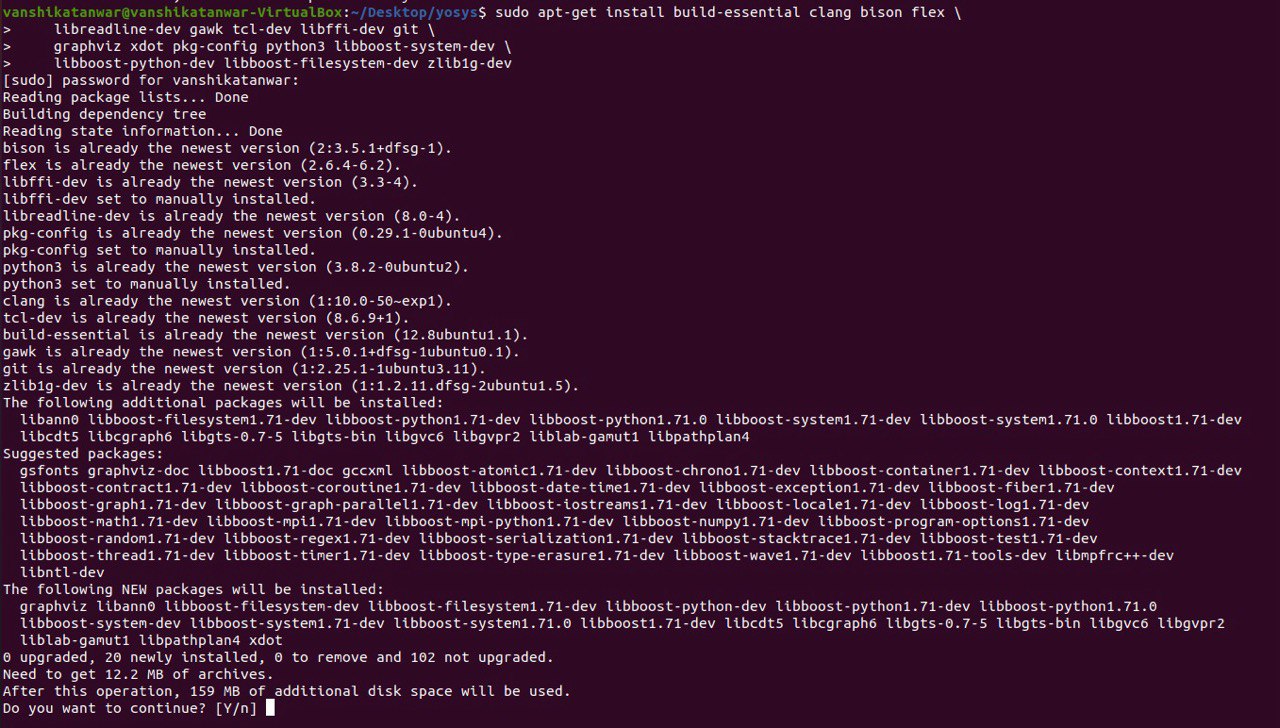 vanshikatanwar@vanshikatanwar-VirtualBox:~/Desktop/yosys$ sudo apt-get install build-essential clang bison flex \
>     libreadline-dev gawk tcl-dev libffi-dev git \
>     graphviz xdot pkg-config python3 libboost-system-dev \
>     libboost-python-dev libboost-filesystem-dev zlib1g-dev
[sudo] password for vanshikatanwar:
Reading package lists... Done
Building dependency tree
Reading state information... Done
bison is already the newest version (2:3.5.1+dfsg-1).
flex is already the newest version (2.6.4-6.2).
libffi-dev is already the newest version (3.3-4).
libffi-dev set to manually installed.
libreadline-dev is already the newest version (8.0-4).
pkg-config is already the newest version (0.29.1-0ubuntu4).
pkg-config set to manually installed.
python3 is already the newest version (3.8.2-0ubuntu2).
python3 set to manually installed.
clang is already the newest version (1:10.0-50~exp1).
tcl-dev is already the newest version (8.6.9+1).
build-essential is already the newest version (12.8ubuntu1.1).
gawk is already the newest version (1:5.0.1+dfsg-1ubuntu0.1).
git is already the newest version (1:2.25.1-1ubuntu3.11).
zlib1g-dev is already the newest version (1:1.2.11.dfsg-2ubuntu1.5).
The following additional packages will be installed:
  libann0 libboost-filesystem1.71-dev libboost-python1.71-dev libboost-python1.71.0 libboost-system1.71-dev libboost-system1.71.0 libboost1.71-dev
  libcdt5 libcgraph6 libgts-0.7-5 libgts-bin libgvc6 libgvpr2 liblab-gamut1 libpathplan4
Suggested packages:
  gsfonts graphviz-doc libboost1.71-doc gccxml libboost-atomic1.71-dev libboost-chrono1.71-dev libboost-container1.71-dev libboost-context1.71-dev
  libboost-contract1.71-dev libboost-coroutine1.71-dev libboost-date-time1.71-dev libboost-exception1.71-dev libboost-fiber1.71-dev
  libboost-graph1.71-dev libboost-graph-parallel1.71-dev libboost-iostreams1.71-dev libboost-locale1.71-dev libboost-log1.71-dev
  libboost-math1.71-dev libboost-mpi1.71-dev libboost-mpi-python1.71-dev libboost-numpy1.71-dev libboost-program-options1.71-dev
  libboost-random1.71-dev libboost-regex1.71-dev libboost-serialization1.71-dev libboost-stacktrace1.71-dev libboost-test1.71-dev
  libboost-thread1.71-dev libboost-timer1.71-dev libboost-type-erasure1.71-dev libboost-wave1.71-dev libboost1.71-tools-dev libmpfrc++-dev
  libntl-dev
The following NEW packages will be installed:
  graphviz libann0 libboost-filesystem-dev libboost-filesystem1.71-dev libboost-python-dev libboost-python1.71-dev libboost-python1.71.0
  libboost-system-dev libboost-system1.71-dev libboost-system1.71.0 libboost1.71-dev libcdt5 libcgraph6 libgts-0.7-5 libgts-bin libgvc6 libgvpr2
  liblab-gamut1 libpathplan4 xdot
0 upgraded, 20 newly installed, 0 to remove and 102 not upgraded.
Need to get 12.2 MB of archives.
After this operation, 159 MB of additional disk space will be used.
Do you want to continue? [Y/n]